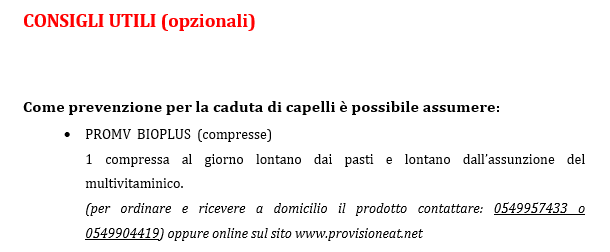 CONSIGLI UTILI (opzionali)
Come prevenzione per la caduta di capelli è possibile assumere:
• PROMV BIOPLUS (compresse)
1 compressa al giorno lontano dai pasti e lontano dall'assunzione del
multivitaminico.
(per ordinare e ricevere a domicilio il prodotto contattare: 0549957433 o
0549904419) oppure online sul sito www.provisioneat.net